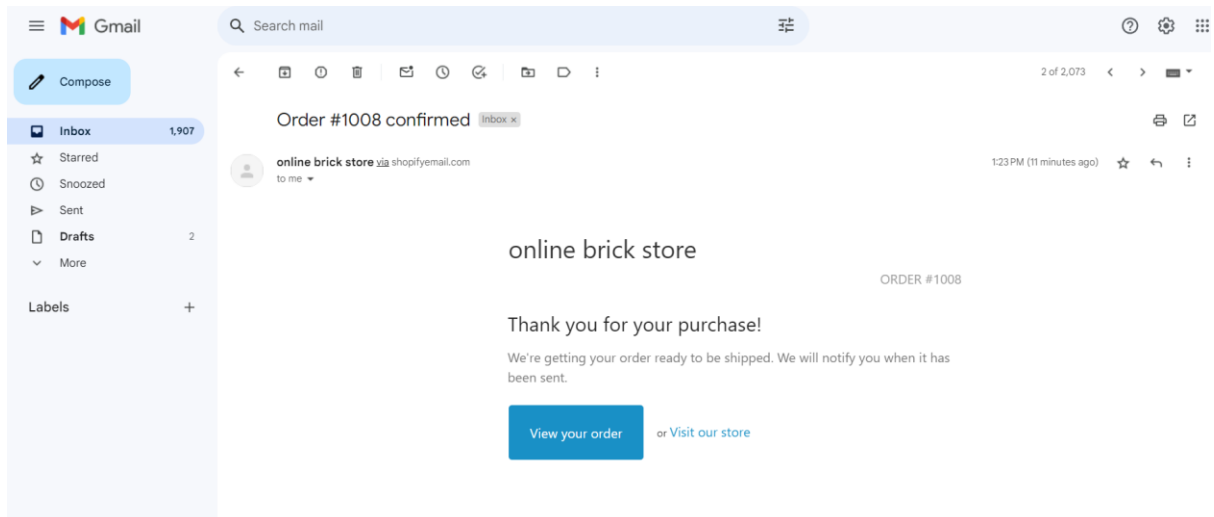 Gmail
Search mail
Compose
2 of 2,073
Inbox 1,907
Starred
Snoozed
Sent
Drafts 2
More
Labels
Order #1008 confirmed Inbox ×
online brick store via shopifyemail.com
1:23 PM (11 minutes ago)
to me
online brick store
ORDER #1008
Thank you for your purchase!
We're getting your order ready to be shipped. We will notify you when it has
been sent.
View your order or Visit our store